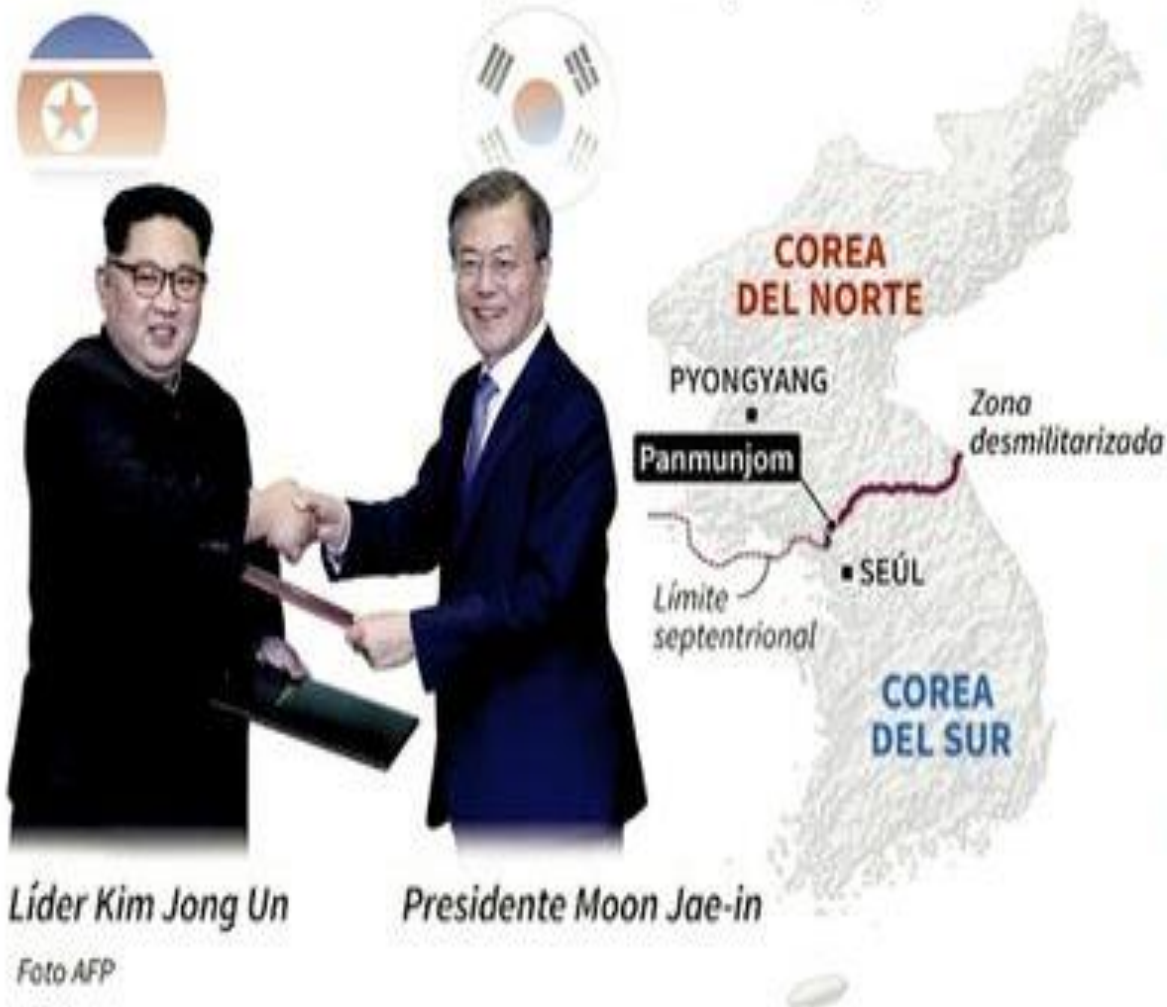 COREA
DEL NORTE
PYONGYANG
Zona
desmilitarizada
Panmunjom
SEÚL
Límite
septentrional
COREA
DEL SUR
Líder Kim Jong Un
Presidente Moon Jae-in
Foto AFP